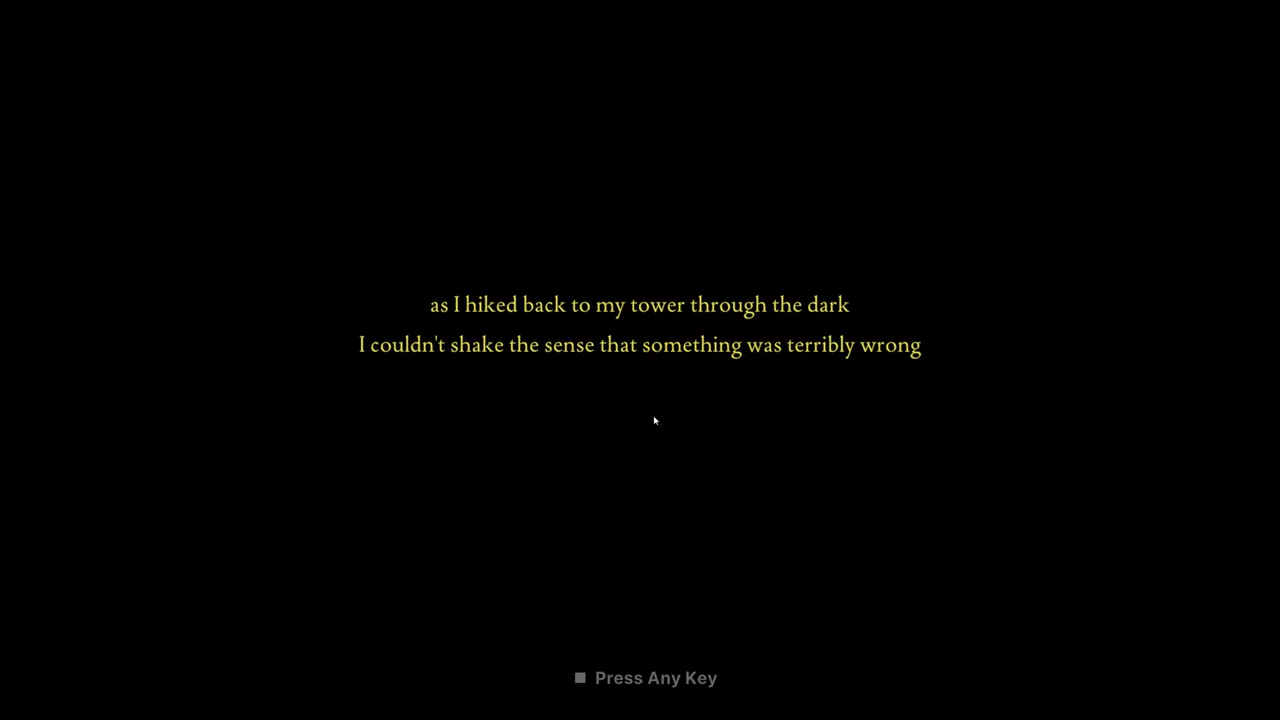 as I hiked back to my tower through the dark
I couldn't shake the sense that something was terribly wrong
Press Any Key